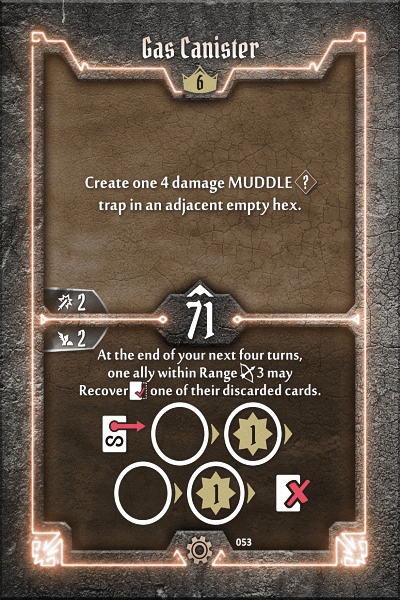 Gas Canister
6
Create one 4 damage MUDDLE ?
trap in an adjacent empty hex.
2
71
2
At the end of your next four turns,
one ally within Range 3 may
Recover one of their discarded cards.
S
1
1
053